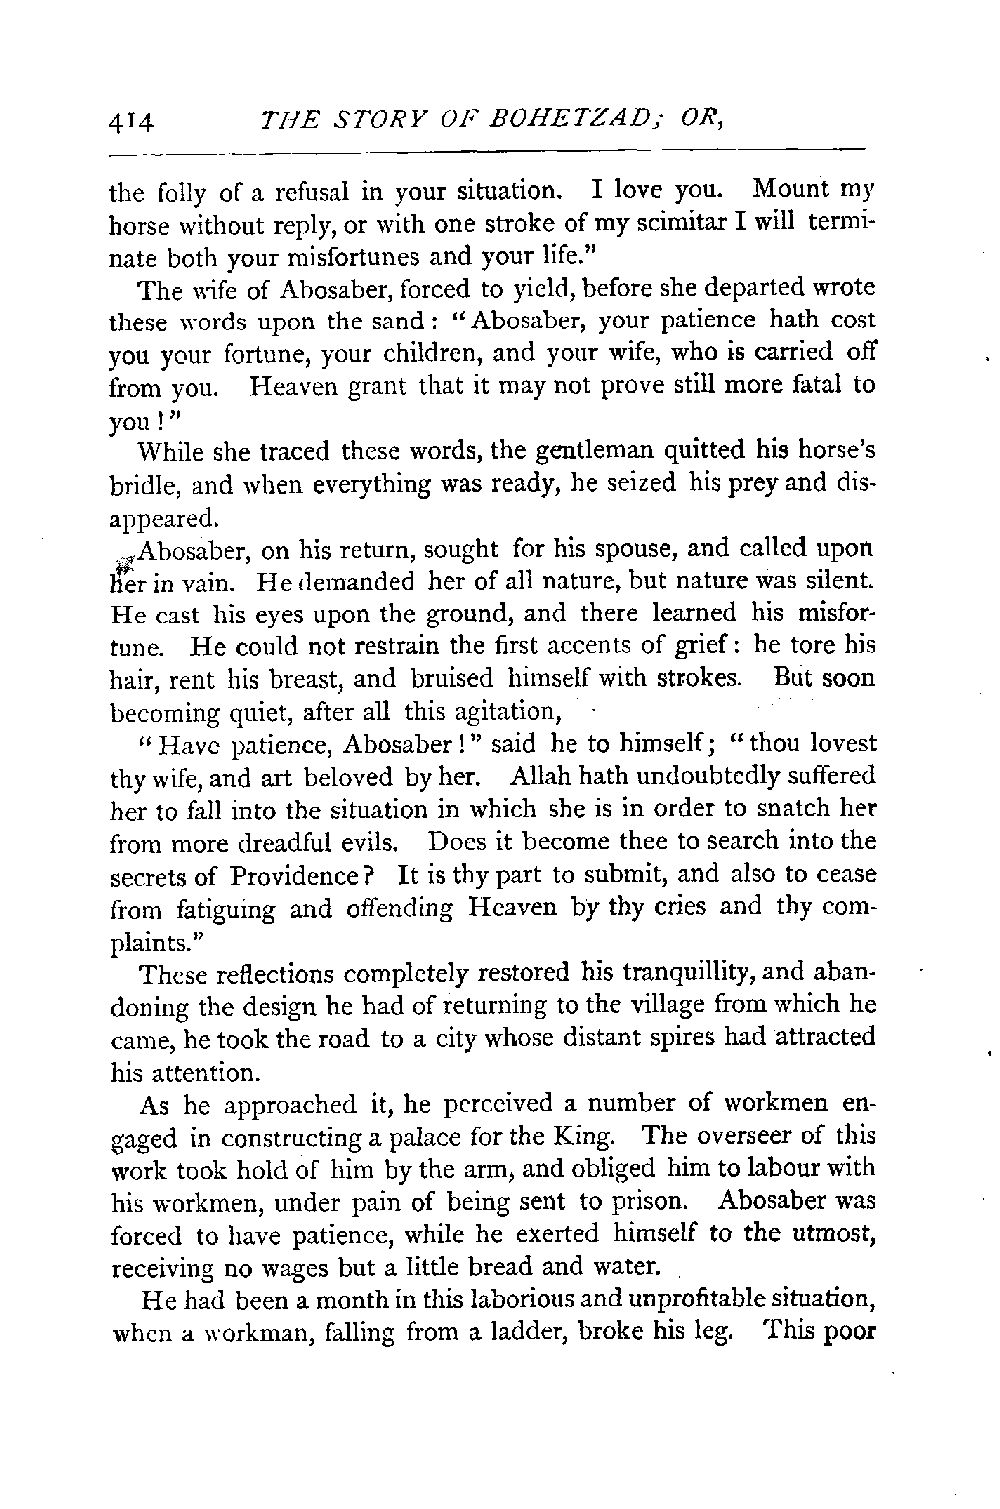 414 THE STORY OF BOHETZAD; OR,
the folly of a refusal in your situation. I love you. Mount my
horse without reply, or with one stroke of my scimitar I will termi-
nate both your misfortunes and your life."
The wife of Abosaber, forced to yield, before she departed wrote
these words upon the sand: "Abosaber, your patience hath cost
you your fortune, your children, and your wife, who is carried off
from you. Heaven grant that it may not prove still more fatal to
you!"
While she traced these words, the gentleman quitted his horse's
bridle, and when everything was ready, he seized his prey and dis-
appeared.
Abosaber, on his return, sought for his spouse, and called upon
her in vain. He demanded her of all nature, but nature was silent.
He cast his eyes upon the ground, and there learned his misfor-
tune. He could not restrain the first accents of grief: he tore his
hair, rent his breast, and bruised himself with strokes. But soon
becoming quiet, after all this agitation,
"Have patience, Abosaber!" said he to himself; "thou lovest
thy wife, and art beloved by her. Allah hath undoubtedly suffered
her to fall into the situation in which she is in order to snatch her
from more dreadful evils. Does it become thee to search into the
secrets of Providence? It is thy part to submit, and also to cease
from fatiguing and offending Heaven by thy cries and thy com-
plaints."
These reflections completely restored his tranquillity, and aban-
doning the design he had of returning to the village from which he
came, he took the road to a city whose distant spires had attracted
his attention.
As he approached it, he perceived a number of workmen en-
gaged in constructing a palace for the King. The overseer of this
work took hold of him by the arm, and obliged him to labour with
his workmen, under pain of being sent to prison. Abosaber was
forced to have patience, while he exerted himself to the utmost,
receiving no wages but a little bread and water.
He had been a month in this laborious and unprofitable situation,
when a workman, falling from a ladder, broke his leg. This poor